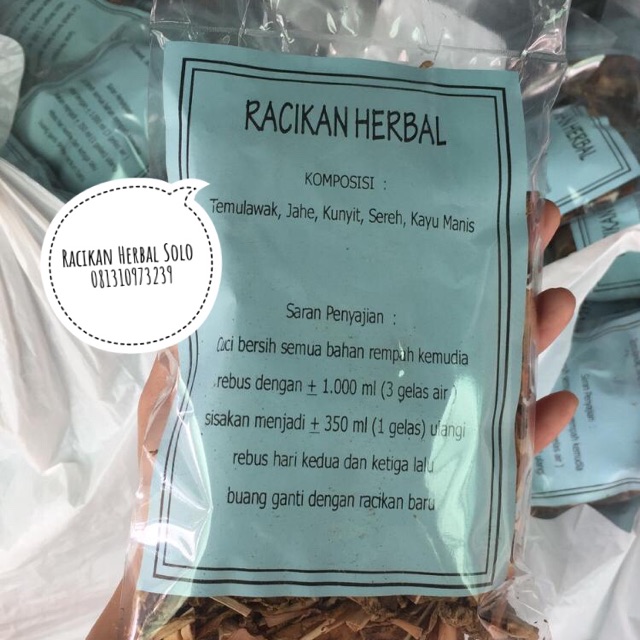 RACIKAN HERBAL
KOMPOSISI :
Temulawak, Jahe, Kunyit, Sereh, Kayu Manis
Saran Penyajian :
Cuci bersih semua bahan rempah kemudia
rebus dengan ± 1.000 ml (3 gelas air )
sisakan menjadi ± 350 ml (1 gelas) ulangi
rebus hari kedua dan ketiga lalu
buang ganti dengan racikan baru
Racikan Herbal Solo
081310973239
HERBAL